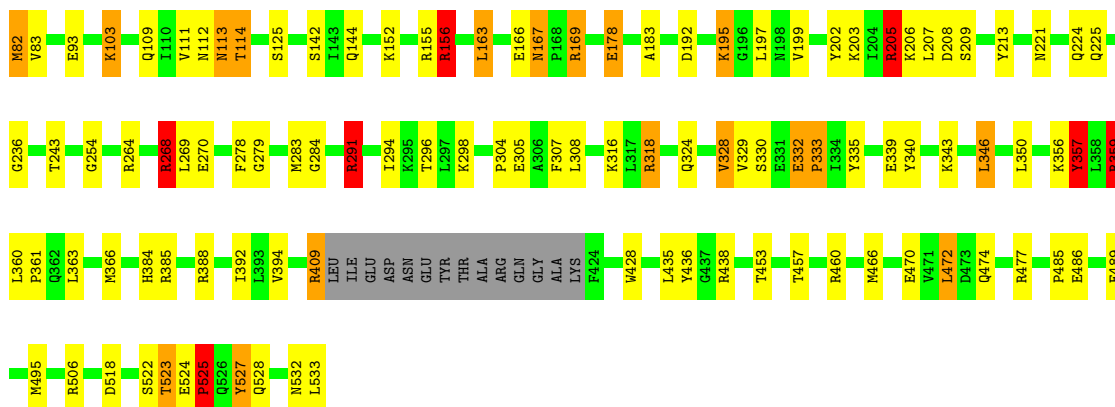 M82 V83 E93 K103 Q109 I110 V111 N112 N113 T114 S125 S142 I143 Q144 K152 R155 R156 L163 E166 N167 P168 R169 E178 A183 D192 K195 G196 L197 N198 V199 Y202 K203 I204 R205 K206 L207 D208 S209 Y213 N221 Q224 Q225
G236 T243 G254 R264 R268 L269 E270 F278 G279 M283 G284 R291 I294 K295 T296 L297 K298 P304 E305 A306 F307 L308 K316 L317 R318 Q324 V328 V329 S330 E331 E332 P333 I334 Y335 E339 Y340 K343 L346 L350 K356 Y357 L358
L360 P361 Q362 L363 M366 H384 R385 R388 I392 L393 V394 R409 LEU ILE GLU ASP ASN GLU TYR THR ALA ARG GLN GLY ALA LYS F424 W428 L435 Y436 G437 R438 T453 T457 R460 M466 E470 V471 L472 D473 Q474 R477 P485 E486
M495 R506 D518 S522 T523 E524 P525 Q526 Y527 Q528 N532 L533